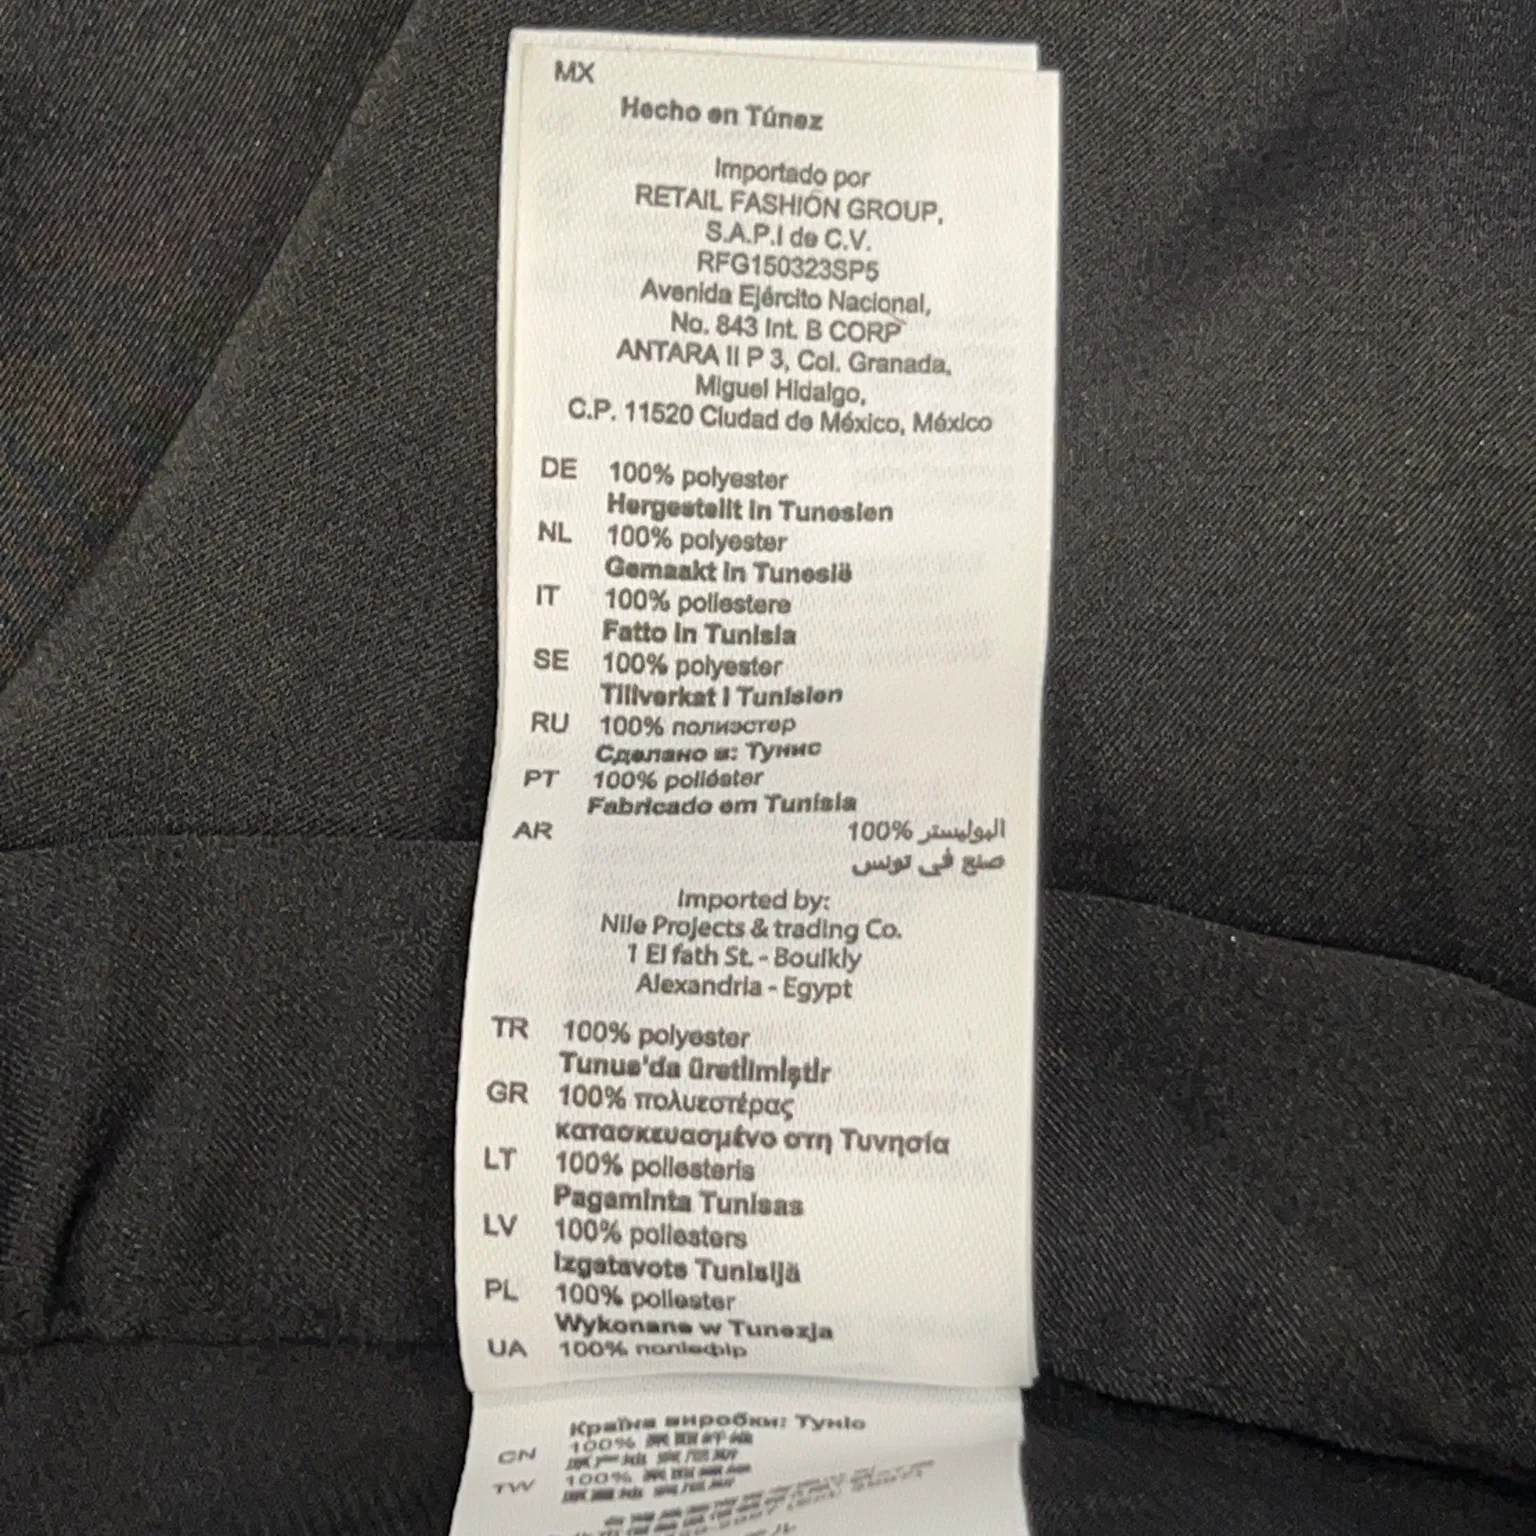 MX
Hecho en Túnez
Importado por
RETAIL FASHIÓN GROUP,
S.A.P.I de C.V.
RFG150323SP5
Avenida Ejército Nacional,
No. 843 Int. B CORP
ANTARA II P 3, Col. Granada,
Miguel Hidalgo,
C.P. 11520 Ciudad de México, México
DE 100% polyester
Hergestellt in Tunesien
NL 100% polyester
Gemaakt in Tunesië
IT 100% poliestere
Fatto in Tunisia
SE 100% polyester
Tillverkat i Tunisien
RU 100% полиэстер
Сделано в: Тунис
PT 100% poliéster
Fabricado em Tunísia
AR البوليستر 100%
صنع في تونس
Imported by:
Nile Projects & trading Co.
1 El fath St. - Boulkly
Alexandria - Egypt
TR 100% polyester
Tunus'da üretilmiştir
GR 100% πολυεστέρας
κατασκευασμένο στη Τυνησία
LT 100% poliesteris
Pagaminta Tunisas
LV 100% poliesters
Izgatavots Tunisijā
PL 100% poliester
Wykonane w Tunezja
UA 100% поліефір
Країна виробки: Туніс
CN 100%
TW 100%